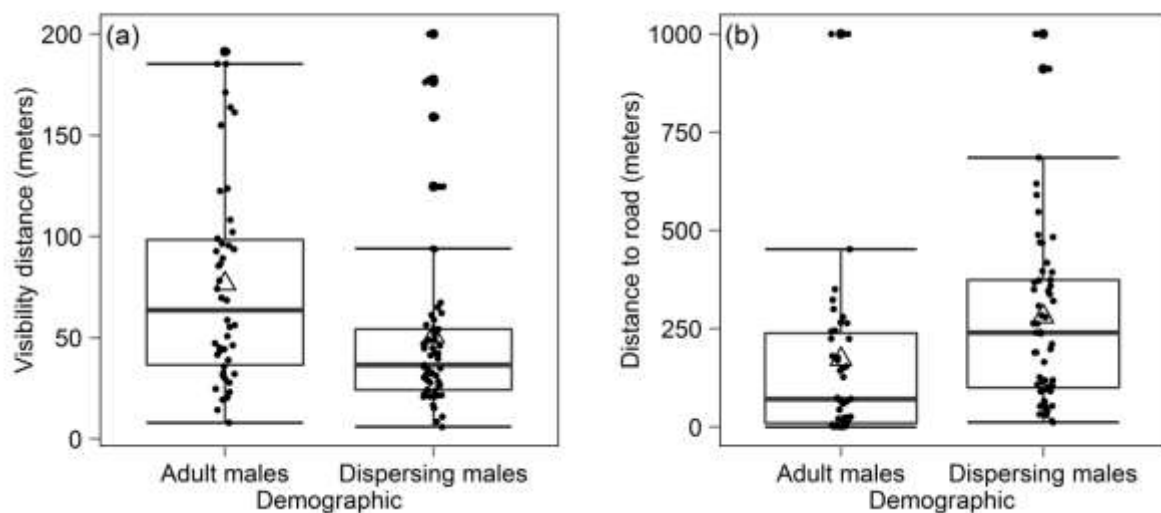 (a)
Visibility distance (meters)
200
150
100
50
0
Adult males Dispersing males
Demographic
(b)
Distance to road (meters)
1000
750
500
250
0
Adult males Dispersing males
Demographic